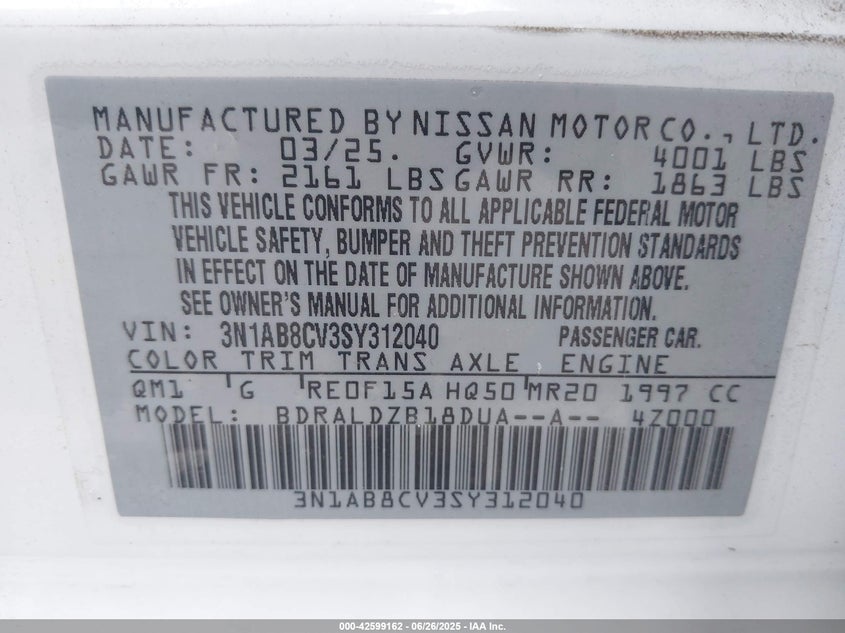 MANUFACTURED BY NISSAN MOTOR CO., LTD.
DATE: 03/25. GVWR: 4001 LBS
GAWR FR: 2161 LBS GAWR RR: 1863 LBS
THIS VEHICLE CONFORMS TO ALL APPLICABLE FEDERAL MOTOR
VEHICLE SAFETY, BUMPER AND THEFT PREVENTION STANDARDS
IN EFFECT ON THE DATE OF MANUFACTURE SHOWN ABOVE.
SEE OWNER'S MANUAL FOR ADDITIONAL INFORMATION.
VIN: 3N1AB8CV3SY312040 PASSENGER CAR.
COLOR TRIM TRANS AXLE ENGINE
QM1 G RE0F15A HQ50 MR20 1997 CC
MODEL: BDRALDZB18DUA--A-- 4Z000
3N1AB8CV3SY312040
000-42599162 - 06/26/2025 - IAA Inc.